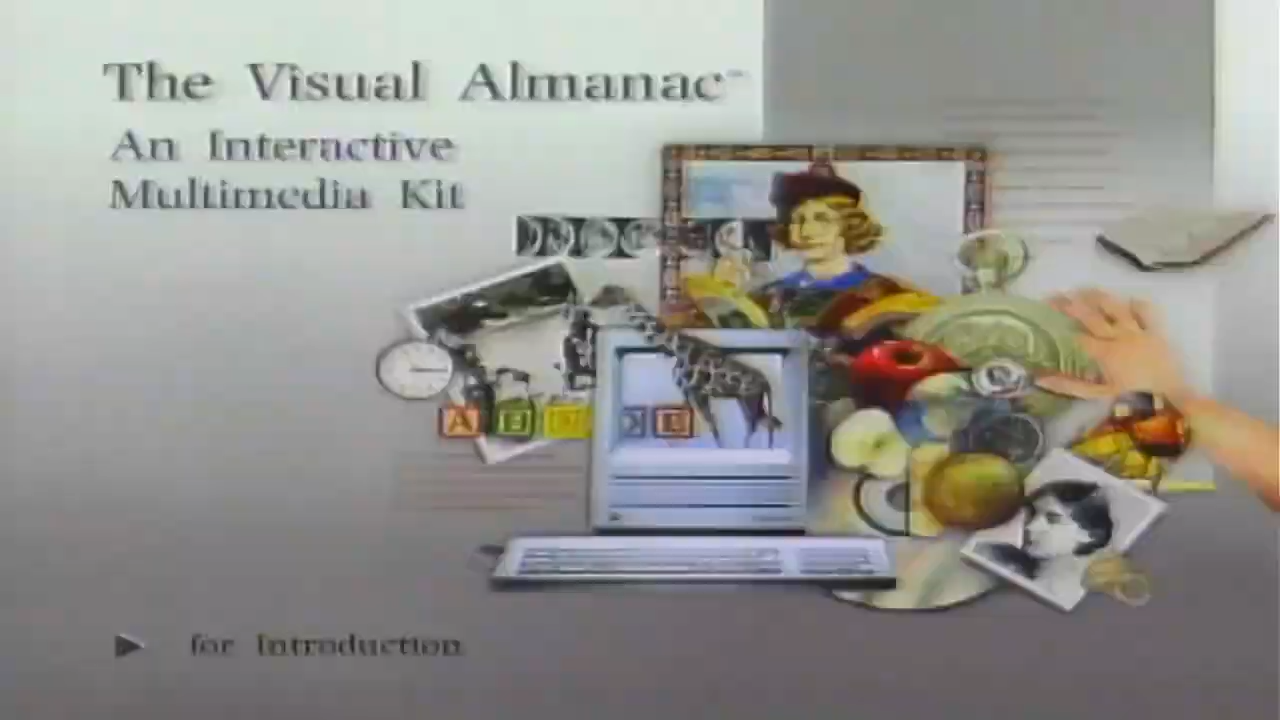 The Visual Almanac™
An Interactive
Multimedia Kit
A B
for Introduction